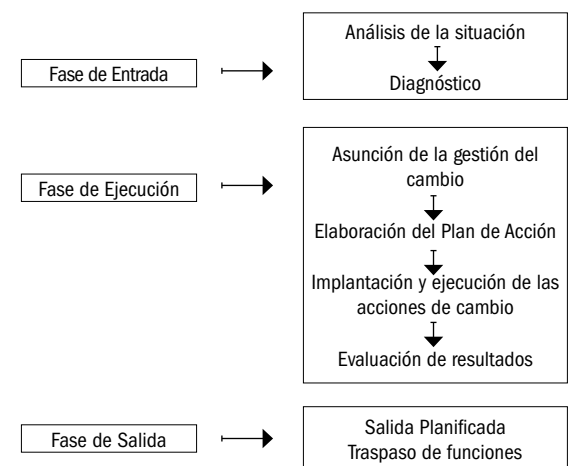 Fase de Entrada
Análisis de la situación
Diagnóstico
Fase de Ejecución
Asunción de la gestión del
cambio
Elaboración del Plan de Acción
Implantación y ejecución de las
acciones de cambio
Evaluación de resultados
Fase de Salida
Salida Planificada
Traspaso de funciones